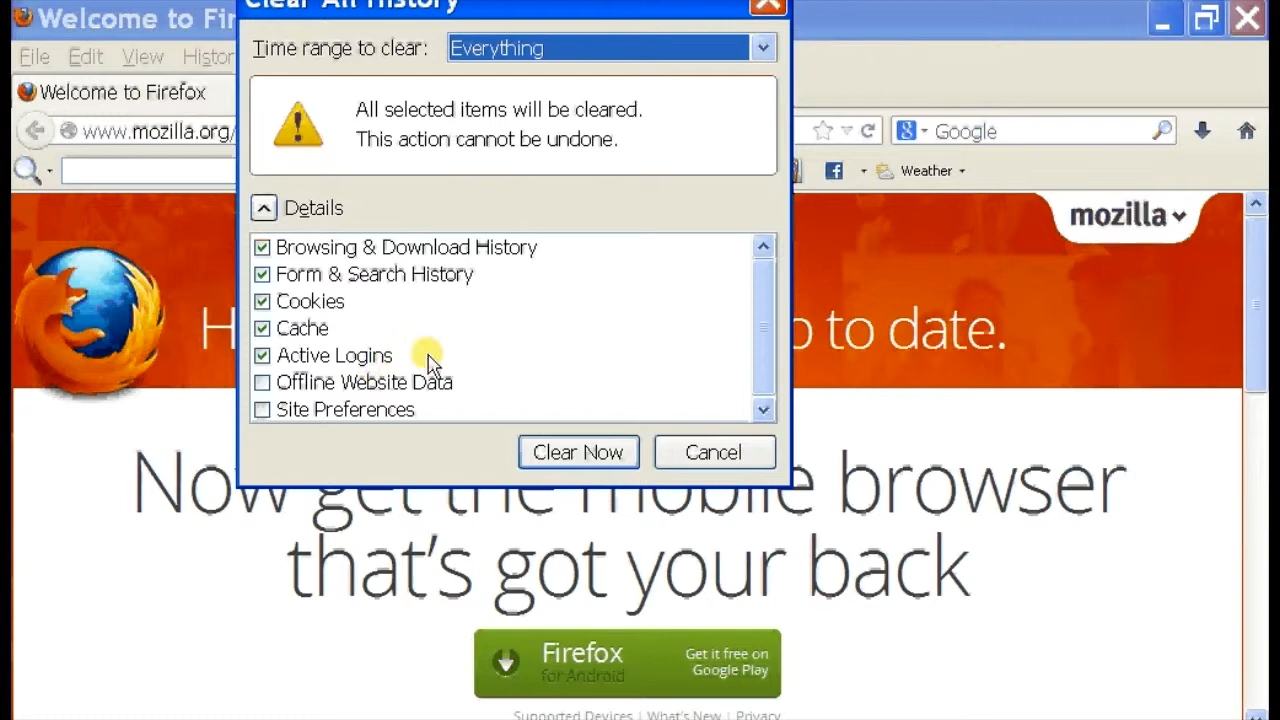 Clear All History
Welcome to Fir
Time range to clear:
Everything
File Edit View Histor
Welcome to Firefox
All selected items will be cleared.
This action cannot be undone.
www.mozilla.org/
Google
Weather
Details
mozilla
Browsing & Download History
Form & Search History
Cookies
Cache
Active Logins
Offline Website Data
Site Preferences
H
to date.
Clear Now
Cancel
Now get the mobile browser
that's got your back
Firefox
for Android
Get it free on
Google Play
Supported Devices | What's New | Privacy